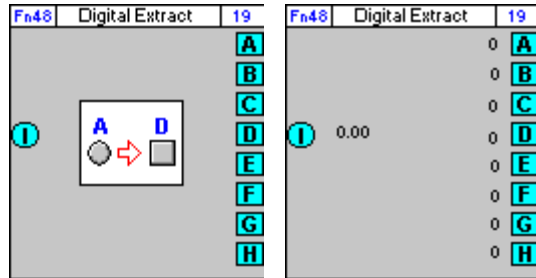 Fn48 Digital Extract 19
A
B
C
A D
I D
E
F
G
H
Fn48 Digital Extract 19
0 A
0 B
0 C
I 0.00 0 D
0 E
0 F
0 G
0 H